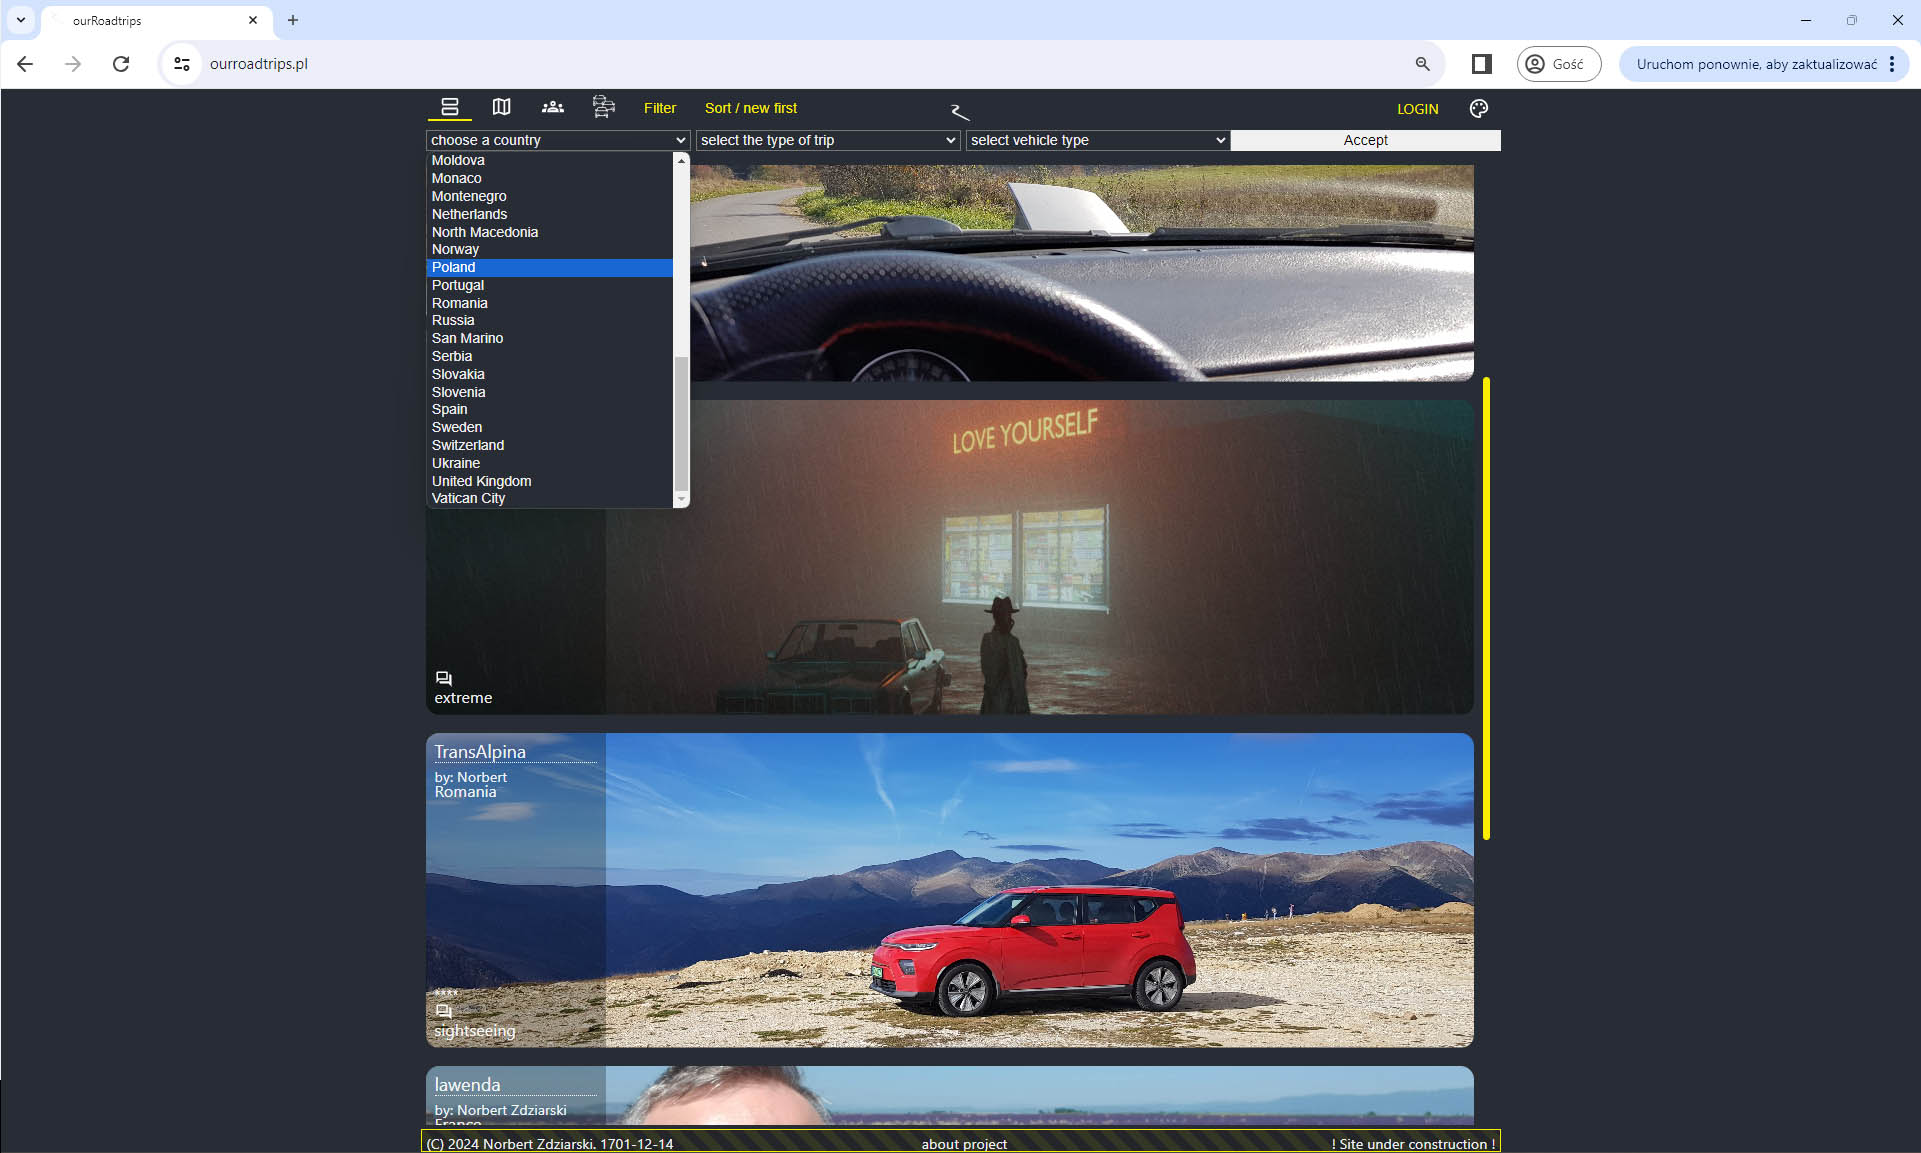 ourRoadtrips
ourroadtrips.pl
Gość
Uruchom ponownie, aby zaktualizować
Filter
Sort / new first
LOGIN
choose a country
select the type of trip
select vehicle type
Accept
Moldova
Monaco
Montenegro
Netherlands
North Macedonia
Norway
Poland
Portugal
Romania
Russia
San Marino
Serbia
Slovakia
Slovenia
Spain
Sweden
Switzerland
Ukraine
United Kingdom
Vatican City
LOVE YOURSELF
extreme
TransAlpina
by: Norbert
Romania
****
sightseeing
lawenda
by: Norbert Zdziarski
France
(C) 2024 Norbert Zdziarski. 1701-12-14
about project
! Site under construction !